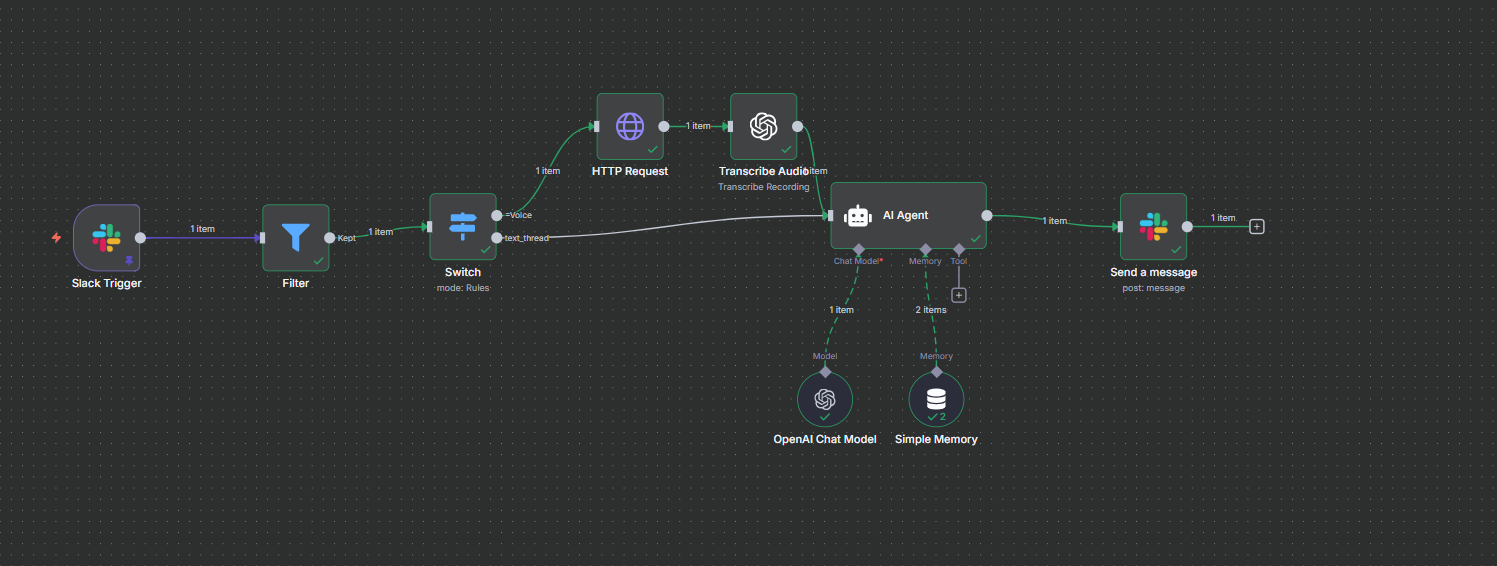 1 item
Slack Trigger
Kept
Filter
1 item
=Voice
text_thread
Switch
mode: Rules
1 item
HTTP Request
1 item
Transcribe Audio
Transcribe Recording
item
AI Agent
Chat Model*
Memory
Tool
1 item
2 items
Model
Memory
2
OpenAI Chat Model
Simple Memory
1 item
Send a message
post: message
1 item